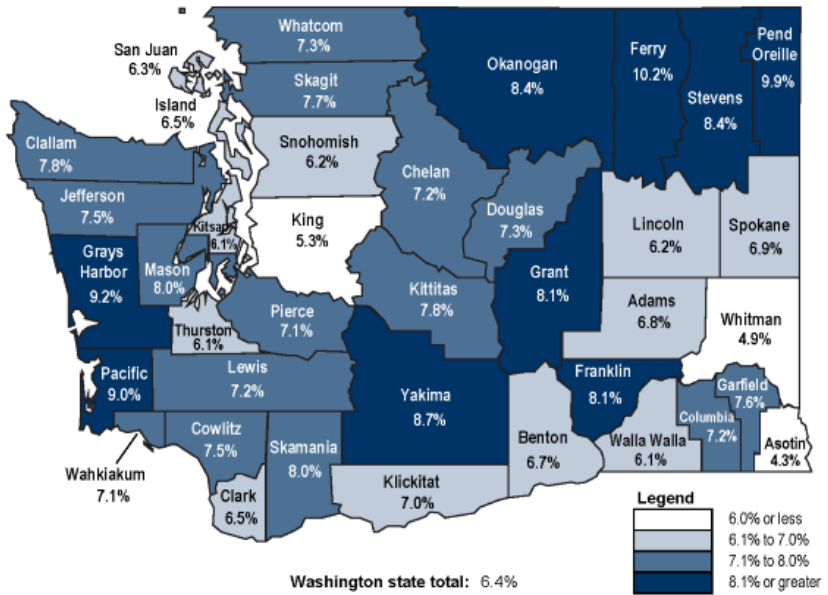 Whatcom
7.3%
San Juan
6.3%
Skagit
7.7%
Island
6.5%
Okanogan
8.4%
Ferry
10.2%
Stevens
8.4%
Pend
Oreille
9.9%
Clallam
7.8%
Snohomish
6.2%
Chelan
7.2%
Jefferson
7.5%
Kitsap
6.1%
King
5.3%
Douglas
7.3%
Lincoln
6.2%
Spokane
6.9%
Grays
Harbor
9.2%
Mason
8.0%
Kittitas
7.8%
Grant
8.1%
Adams
6.8%
Whitman
4.9%
Thurston
6.1%
Pierce
7.1%
Pacific
9.0%
Lewis
7.2%
Yakima
8.7%
Franklin
8.1%
Garfield
7.6%
Columbia
7.2%
Asotin
4.3%
Wahkiakum
7.1%
Cowlitz
7.5%
Skamania
8.0%
Benton
6.7%
Walla Walla
6.1%
Clark
6.5%
Klickitat
7.0%
Legend
6.0% or less
6.1% to 7.0%
7.1% to 8.0%
8.1% or greater
Washington state total: 6.4%